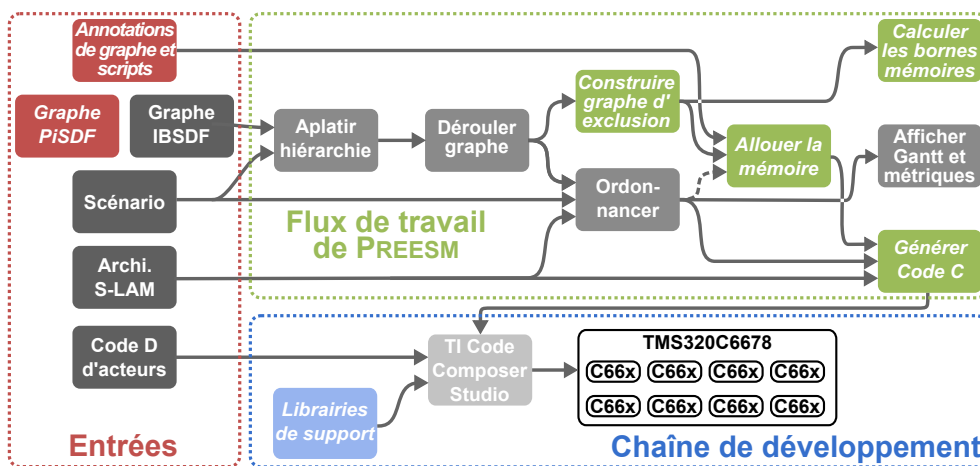 Annotations
de graphe et
scripts
Graphe
PiSDF
Graphe
IBSDF
Scénario
Archi.
S-LAM
Code D
d'acteurs
Entrées
Aplatir
hiérarchie
Dérouler
graphe
Construire
graphe d'
exclusion
Ordon-
nancer
Allouer la
mémoire
Calculer
les bornes
mémoires
Afficher
Gantt et
métriques
Générer
Code C
Flux de travail
de PREESM
TI Code
Composer
Studio
Librairies
de support
TMS320C6678
C66x C66x C66x C66x
C66x C66x C66x C66x
Chaîne de développement